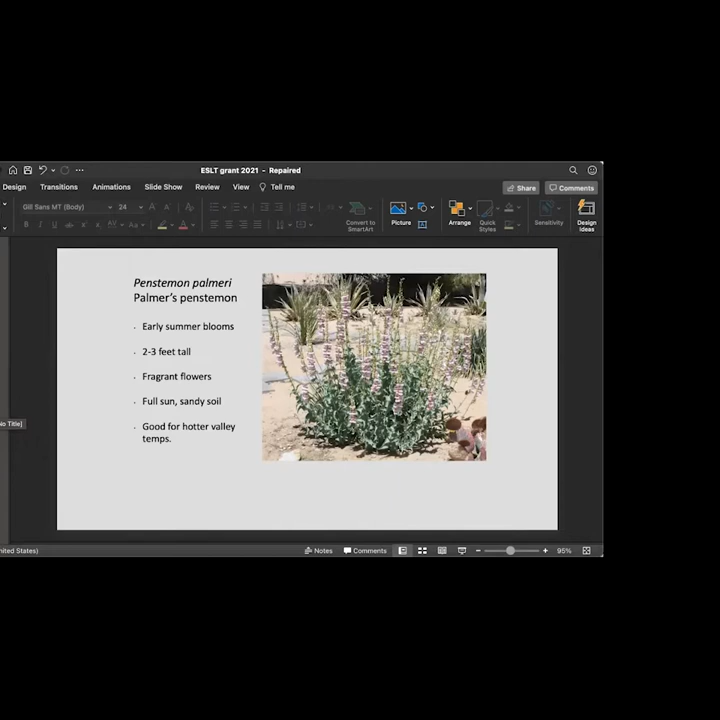 ESLT grant 2021 – Repaired
Design Transitions Animations Slide Show Review View Tell me
Share Comments
Gill Sans MT (Body) 24
Convert to
SmartArt
Picture
Arrange
Quick
Styles
Sensitivity
Design
Ideas
Penstemon palmeri
Palmer's penstemon
Early summer blooms
2-3 feet tall
Fragrant flowers
Full sun, sandy soil
Good for hotter valley
temps.
No Title]
nited States)
Notes Comments 95%